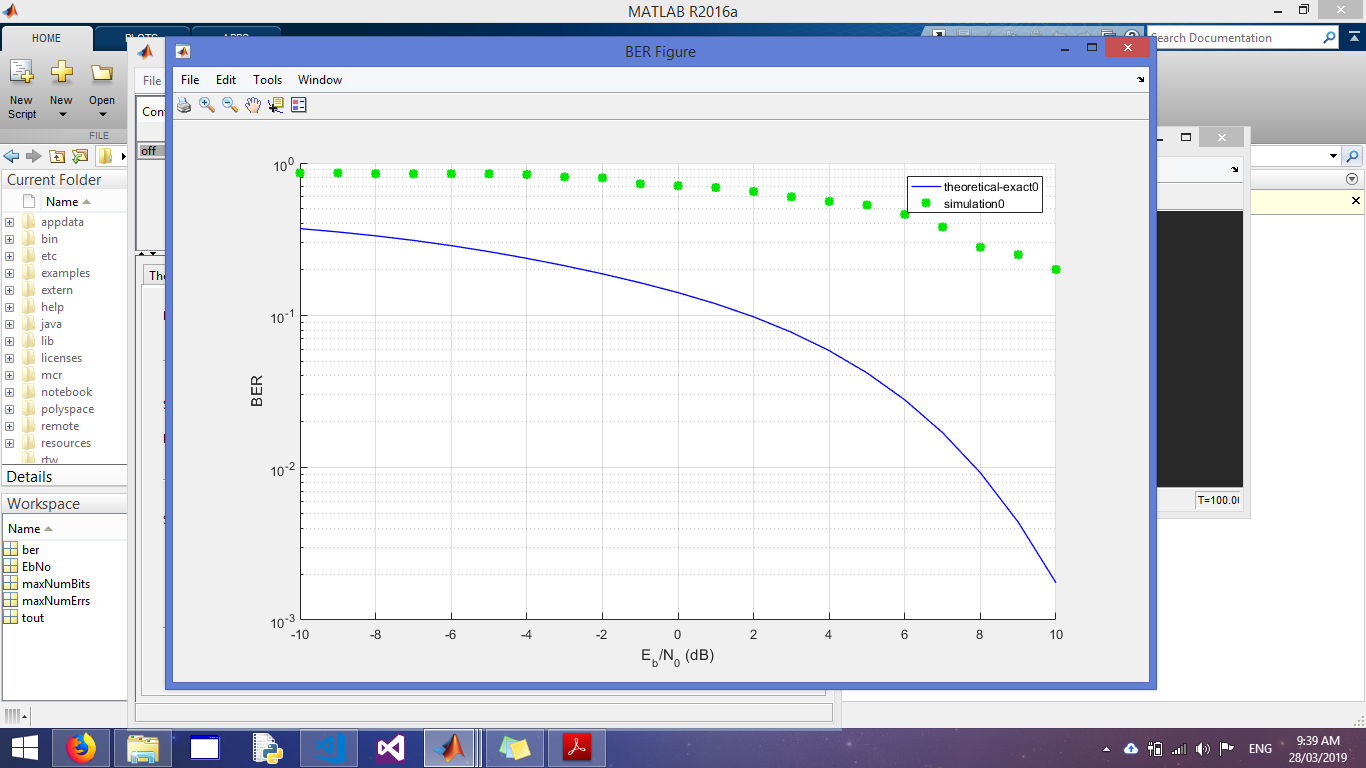 MATLAB R2016a
HOME
PLOTS
APPS
Search Documentation
New Script
New
Open
FILE
File
off
Current Folder
Name
appdata
bin
etc
examples
extern
help
java
lib
licenses
mcr
notebook
polyspace
remote
resources
rtw
Details
Workspace
Name
ber
EbNo
maxNumBits
maxNumErrs
tout
BER Figure
File Edit Tools Window
theoretical-exact0
simulation0
10^0
10^-1
10^-2
10^-3
BER
-10 -8 -6 -4 -2 0 2 4 6 8 10
E_b/N_0 (dB)
ENG
9:39 AM
28/03/2019